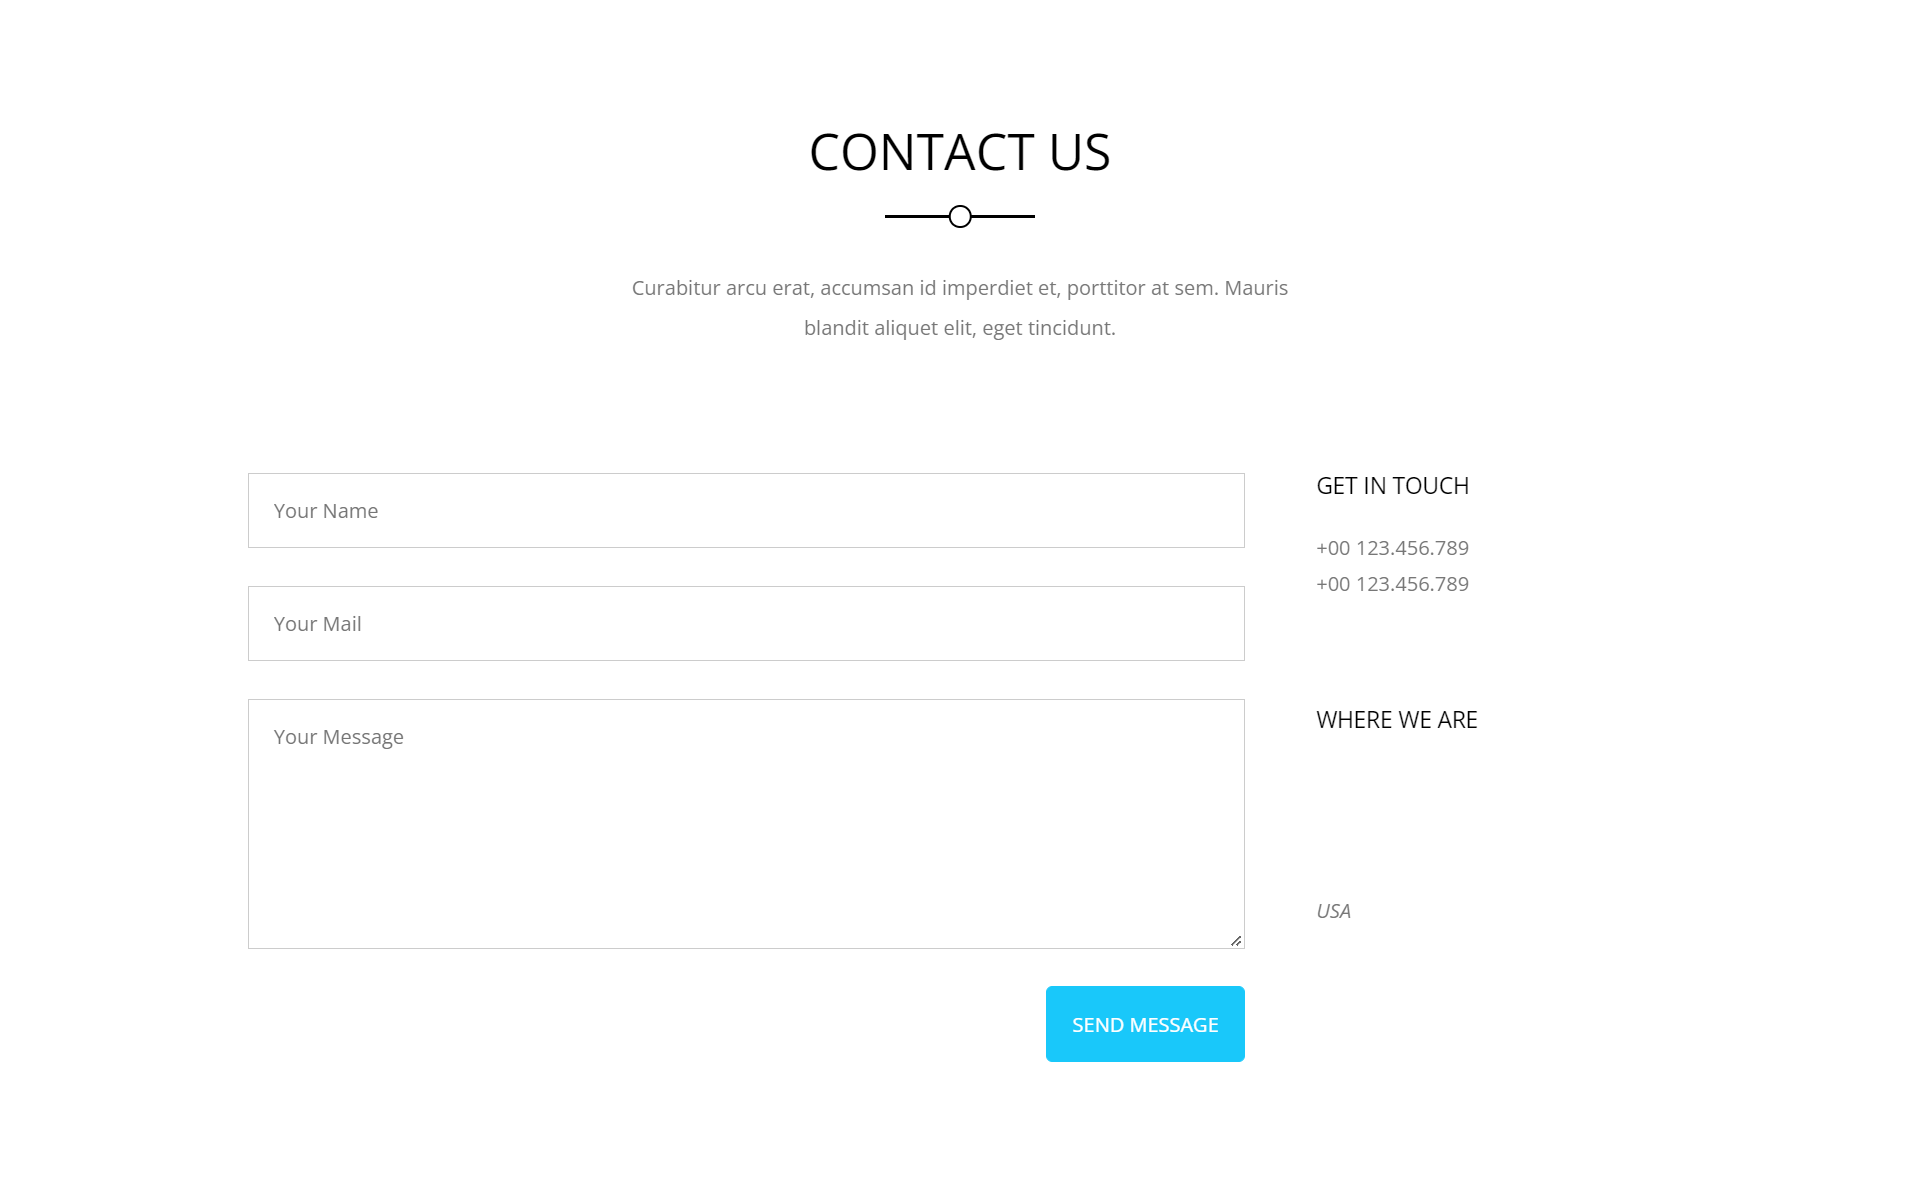 CONTACT US
Curabitur arcu erat, accumsan id imperdiet et, porttitor at sem. Mauris
blandit aliquet elit, eget tincidunt.
Your Name
Your Mail
Your Message
SEND MESSAGE
GET IN TOUCH
+00 123.456.789
+00 123.456.789
WHERE WE ARE
USA